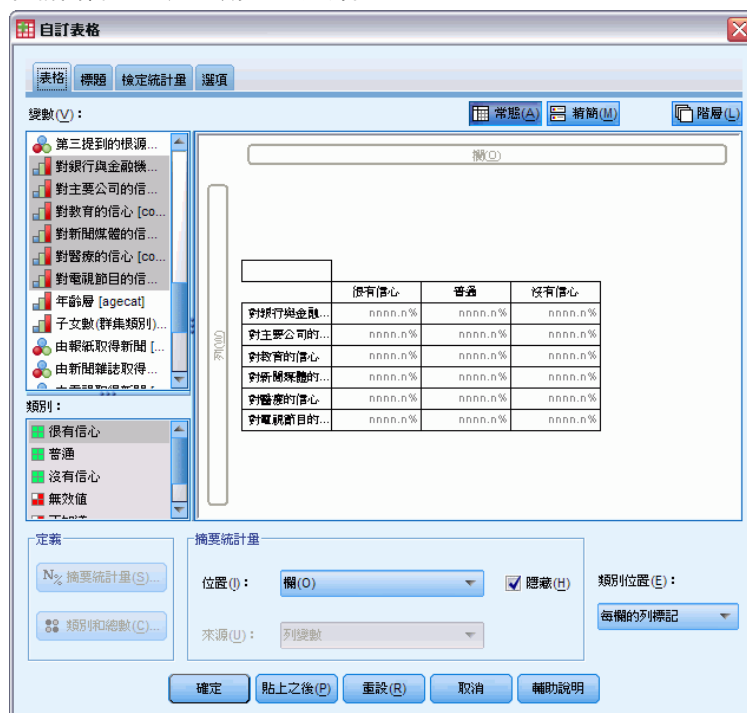 自訂表格
表格 標題 檢定統計量 選項
變數(V)：
常態(A) 精簡(M) 階層(L)
第三提到的根源...
對銀行與金融機...
對主要公司的信...
對教育的信心 [co...
對新聞媒體的信...
對醫療的信心 [co...
對電視節目的信...
年齡層 [agecat]
子女數(群集類別)...
由報紙取得新聞 [...
由新聞雜誌取得...
類別：
很有信心
普通
沒有信心
無效值
欄(O)
列(W)
很有信心 普通 沒有信心
對銀行與金融... nnnn.n% nnnn.n% nnnn.n%
對主要公司的... nnnn.n% nnnn.n% nnnn.n%
對教育的信心 nnnn.n% nnnn.n% nnnn.n%
對新聞媒體的... nnnn.n% nnnn.n% nnnn.n%
對醫療的信心 nnnn.n% nnnn.n% nnnn.n%
對電視節目的... nnnn.n% nnnn.n% nnnn.n%
定義
N% 摘要統計量(S)...
類別和總數(C)...
摘要統計量
位置(I)： 欄(O) 隱藏(H)
來源(U)： 列變數
類別位置(E)：
每欄的列標記
確定 貼上之後(P) 重設(R) 取消 輔助說明